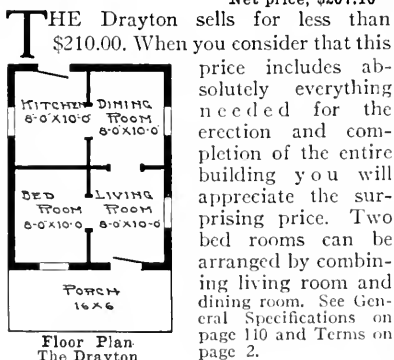 Net price, $207.10
THE Drayton sells for less than
$210.00. When you consider that this
price includes ab-
solutely everything
needed for the
erection and com-
pletion of the entire
building you will
appreciate the sur-
prising price. Two
bed rooms can be
arranged by combin-
ing living room and
dining room. See Gen-
eral Specifications on
page 110 and Terms on
page 2.
KITCHEN
8-0"X10-0
DINING
ROOM
8-0"X10-0
BED
ROOM
8-0"X10-0
LIVING
ROOM
8-0"X10-0
PORCH
16X6
Floor Plan
The Drayton